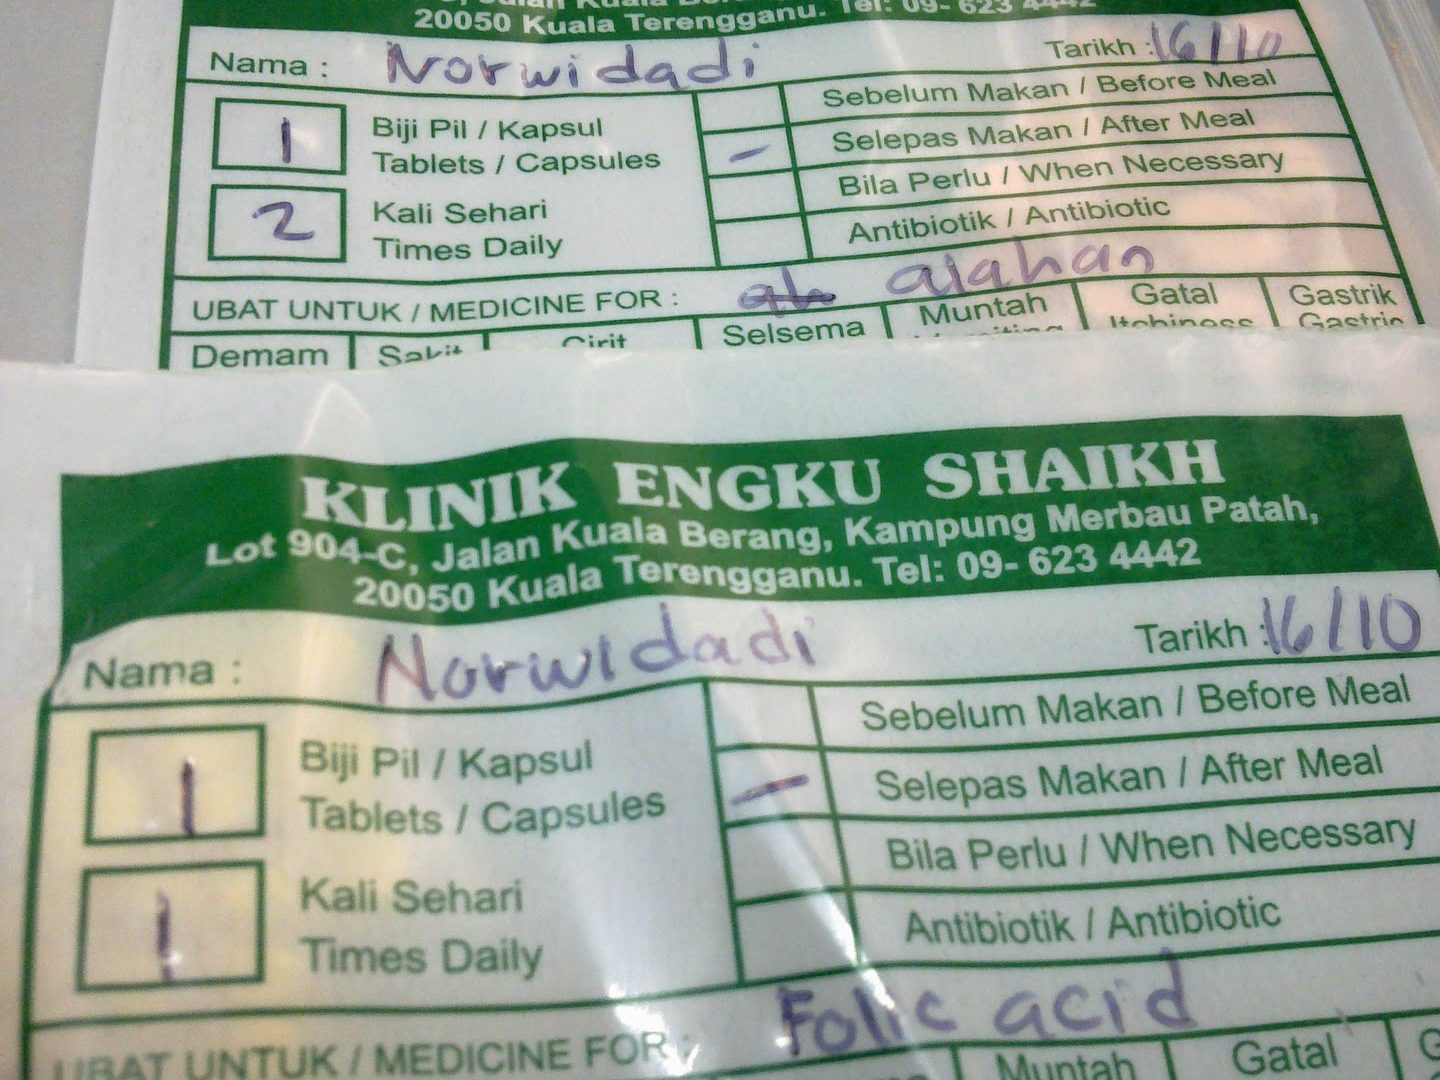 20050 Kuala Terengganu. Tel: 09- 623 4442
Nama : Norwidadi Tarikh : 16/10
1 Biji Pil / Kapsul
Tablets / Capsules
2 Kali Sehari
Times Daily
Sebelum Makan / Before Meal
- Selepas Makan / After Meal
Bila Perlu / When Necessary
Antibiotik / Antibiotic
UBAT UNTUK / MEDICINE FOR : alahan
Demam Sakit Cirit Selsema Muntah Gatal Gastrik
Vomiting Itchiness Gastric
KLINIK ENGKU SHAIKH
Lot 904-C, Jalan Kuala Berang, Kampung Merbau Patah,
20050 Kuala Terengganu. Tel: 09- 623 4442
Nama : Norwidadi Tarikh : 16/10
1 Biji Pil / Kapsul
Tablets / Capsules
1 Kali Sehari
Times Daily
Sebelum Makan / Before Meal
- Selepas Makan / After Meal
Bila Perlu / When Necessary
Antibiotik / Antibiotic
UBAT UNTUK / MEDICINE FOR : Folic acid
Muntah Gatal